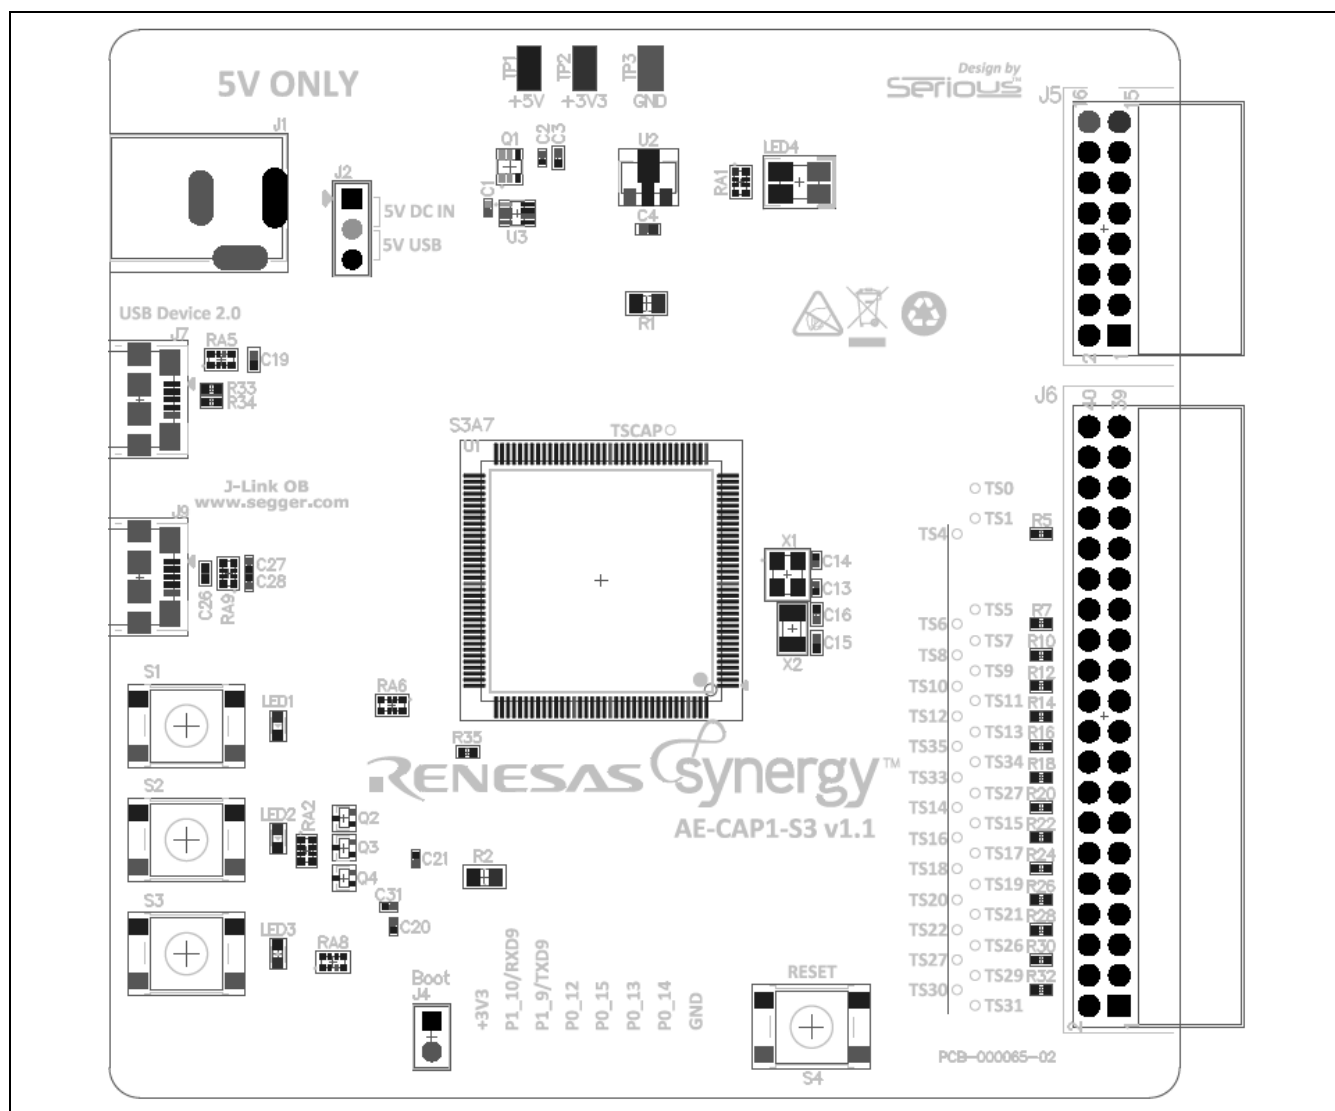 5V ONLY
TP1
+5V
TP2
+3V3
TP3
GND
Design by
Serious™
J5
16
15
J1
J2
5V DC IN
5V USB
Q1
C2
C3
U2
RA1
LED4
C1
U3
C4
R1
2
1
USB Device 2.0
J7
RA5
C19
R33
R34
J6
40
39
S3A7
U1
TSCAP
J-Link OB
www.segger.com
J9
C26
RA9
C27
C28
X1
C14
C13
C16
C15
X2
TS0
TS1
TS4
R5
TS5
R7
TS6
TS7
R10
TS8
TS9
R12
TS10
TS11
R14
TS12
TS13
R16
TS35
TS34
R18
TS33
TS27
R20
TS14
TS15
R22
TS16
TS17
R24
TS18
TS19
R26
TS20
TS21
R28
TS22
TS26
R30
TS27
TS29
R32
TS30
TS31
2
1
S1
LED1
RA6
R35
RENESAS synergy™
AE-CAP1-S3 v1.1
S2
LED2
RA2
Q2
Q3
Q4
C21
R2
C31
C20
S3
LED3
RA8
Boot
J4
+3V3
P1_10/RXD9
P1_9/TXD9
P0_12
P0_15
P0_13
P0_14
GND
RESET
S4
PCB-000065-02